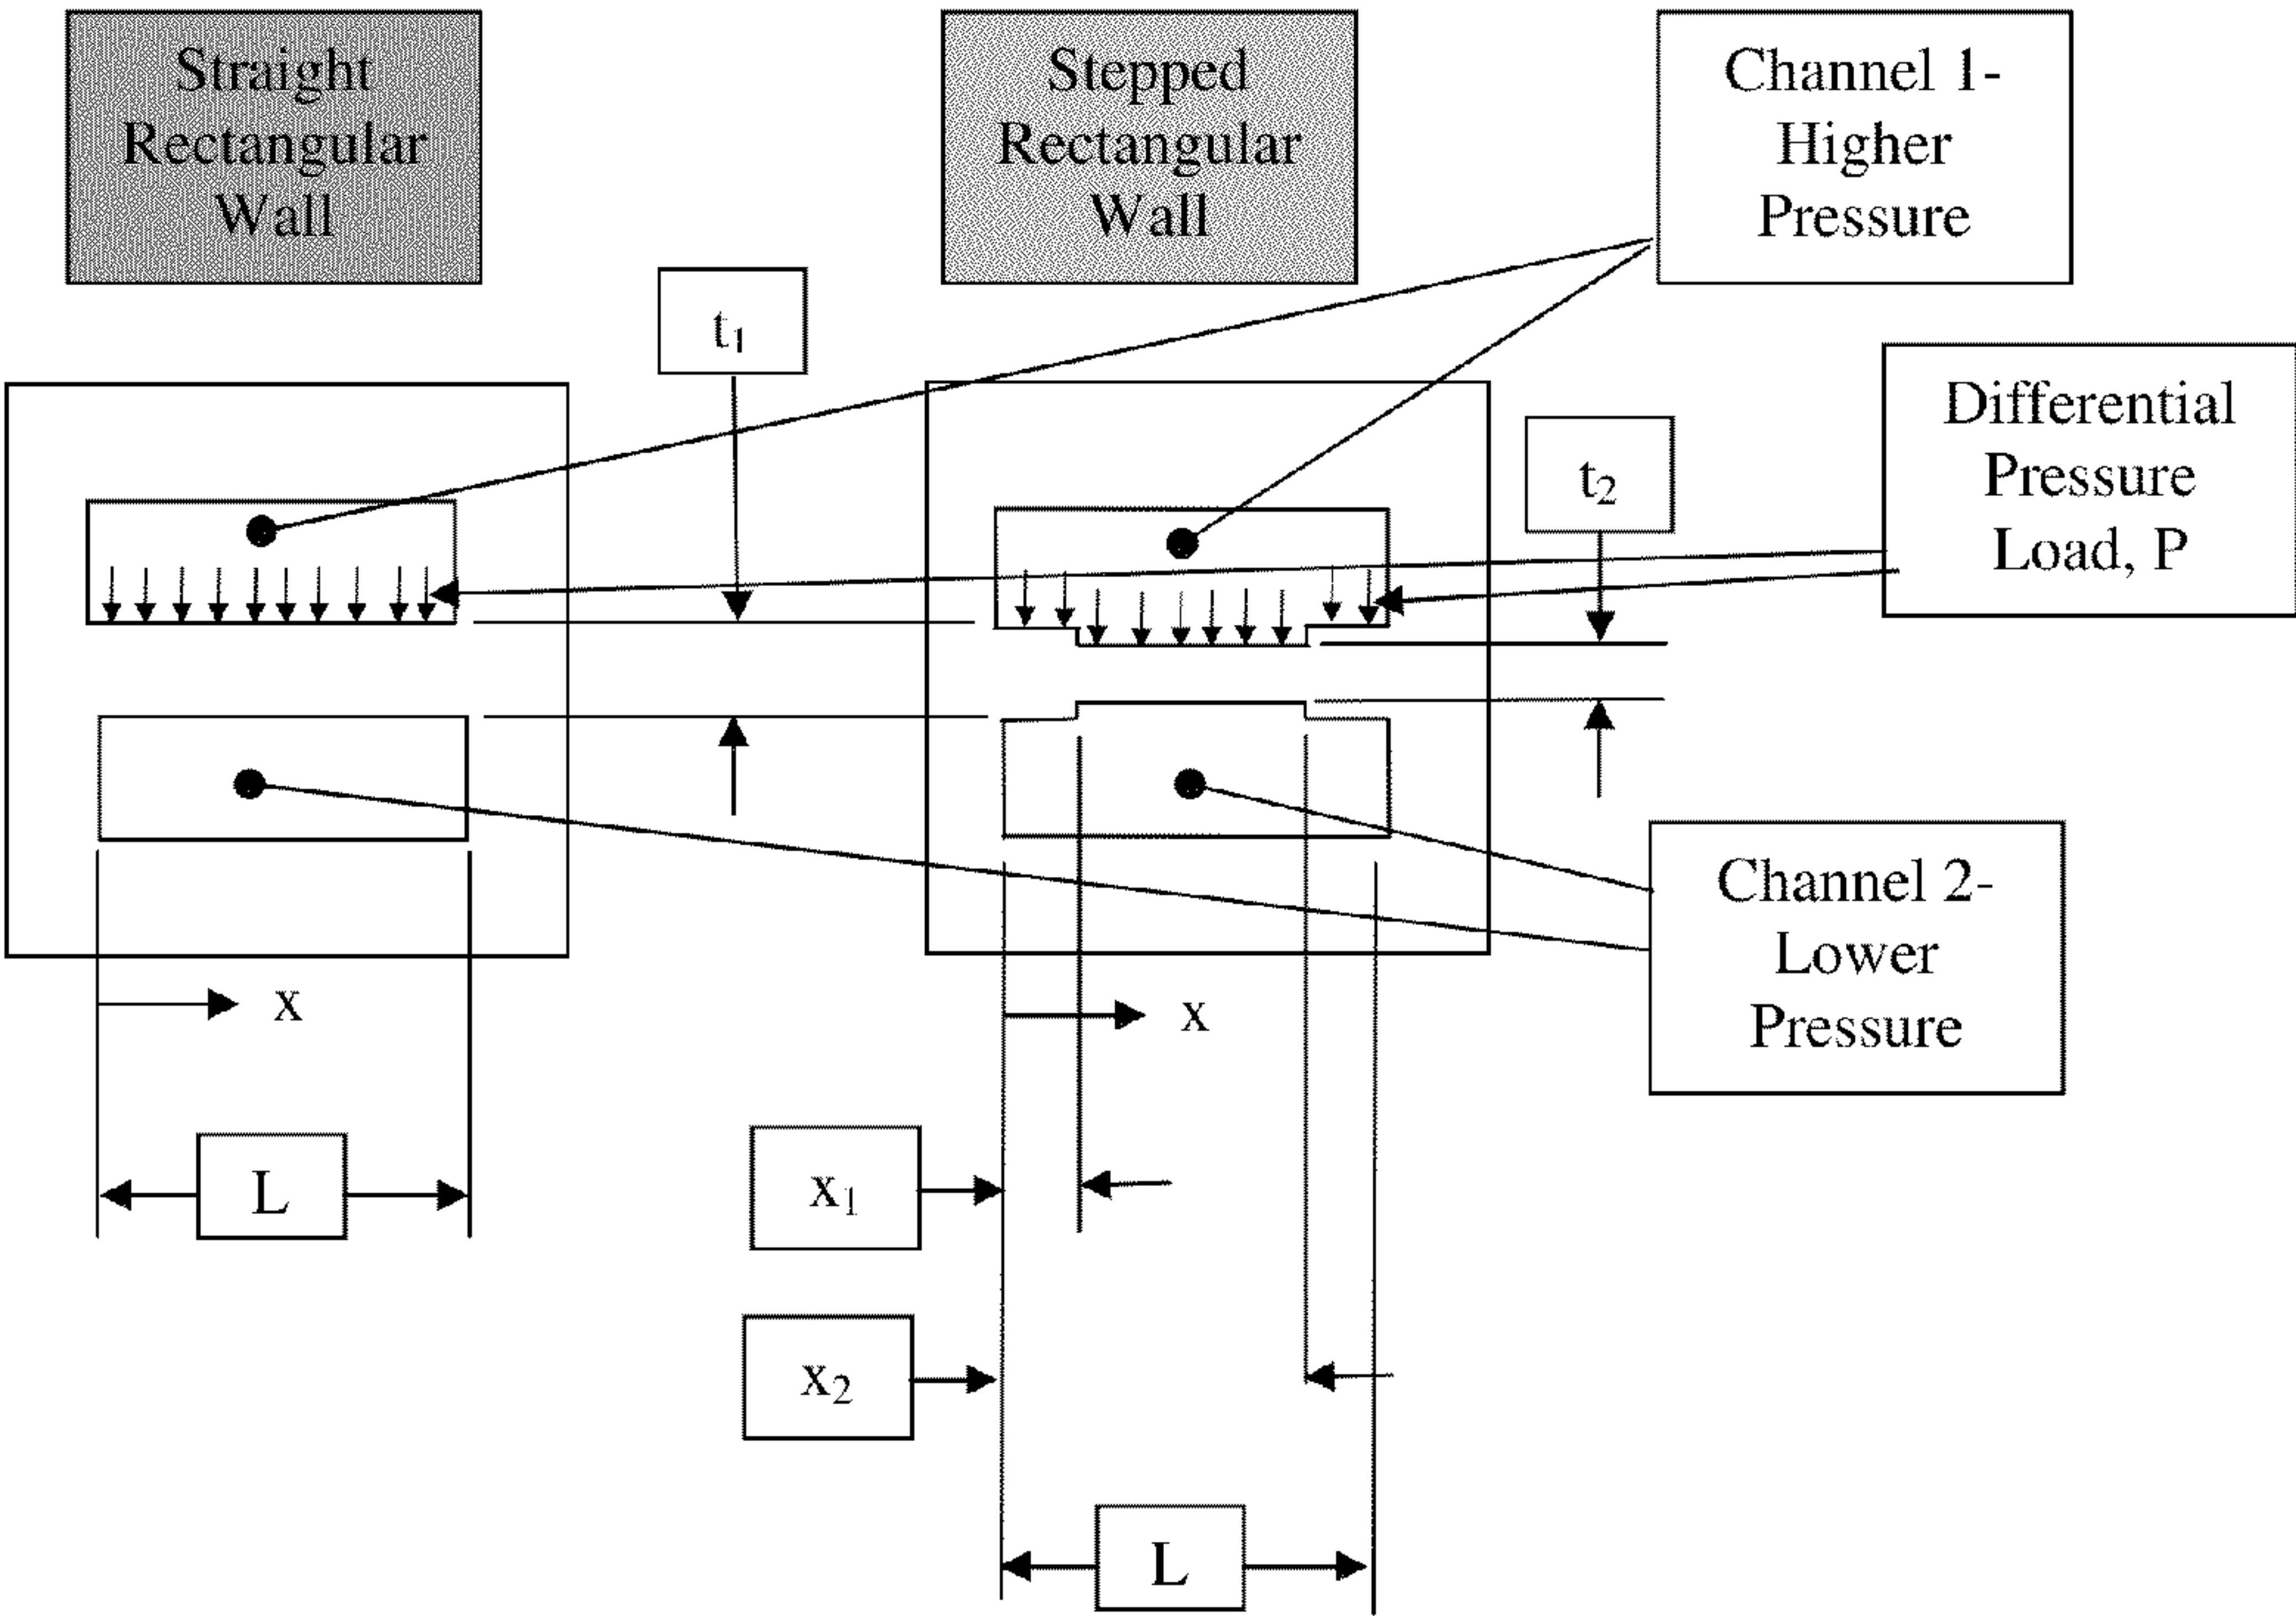 Straight
Rectangular
Wall
Stepped
Rectangular
Wall
Channel 1-
Higher
Pressure
t₁
Differential
Pressure
Load, P
t₂
Channel 2-
Lower
Pressure
x
x
L
x₁
x₂
L